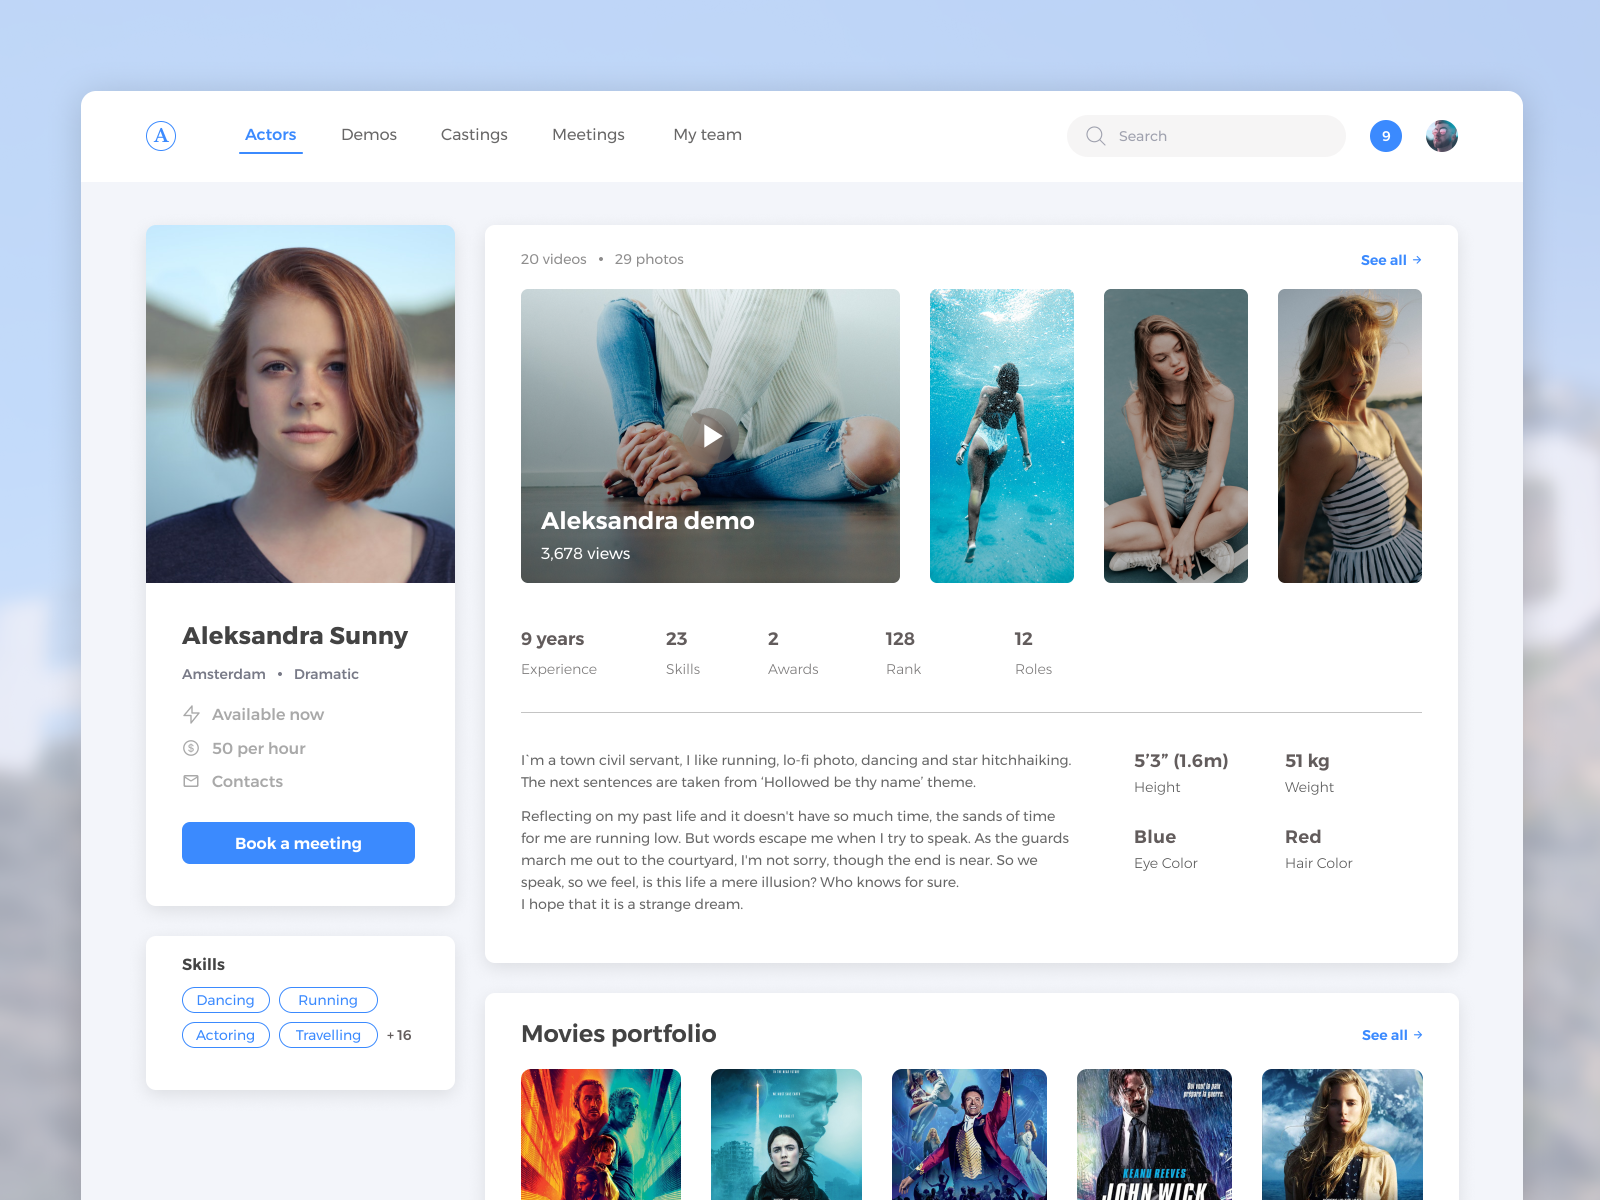 A
Actors
Demos
Castings
Meetings
My team
Search
9
Aleksandra Sunny
Amsterdam • Dramatic
Available now
$ 50 per hour
Contacts
Book a meeting
Skills
Dancing
Running
Actoring
Travelling
+ 16
20 videos • 29 photos
See all →
Aleksandra demo
3,678 views
9 years
Experience
23
Skills
2
Awards
128
Rank
12
Roles
I`m a town civil servant, I like running, lo-fi photo, dancing and star hitchhaiking.
The next sentences are taken from ‘Hollowed be thy name’ theme.
Reflecting on my past life and it doesn't have so much time, the sands of time
for me are running low. But words escape me when I try to speak. As the guards
march me out to the courtyard, I'm not sorry, though the end is near. So we
speak, so we feel, is this life a mere illusion? Who knows for sure.
I hope that it is a strange dream.
5’3” (1.6m)
Height
51 kg
Weight
Blue
Eye Color
Red
Hair Color
Movies portfolio
See all →
Qui veut la paix
prépare la guerre.
KEANU REEVES
JOHN WICK